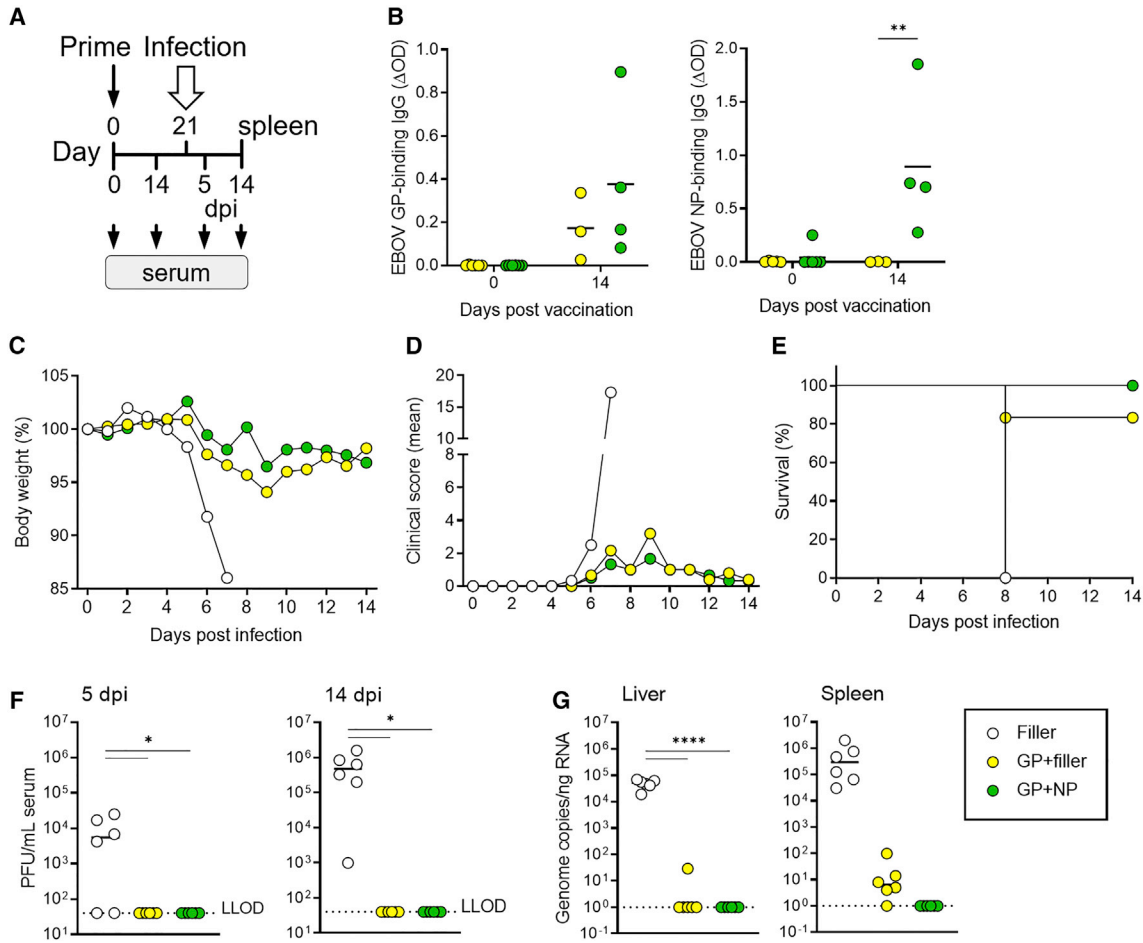 A
Prime Infection
0 21 spleen
Day
0 14 5 14
dpi
serum
B
EBOV GP-binding IgG (ΔOD)
1.0
0.8
0.6
0.4
0.2
0.0
0 14
Days post vaccination
EBOV NP-binding IgG (ΔOD)
**
2.0
1.5
1.0
0.5
0.0
0 14
Days post vaccination
C
Body weight (%)
105
100
95
90
85
0 2 4 6 8 10 12 14
Days post infection
D
Clinical score (mean)
20
15
10
8
6
4
2
0
0 2 4 6 8 10 12 14
Days post infection
E
Survival (%)
100
80
60
40
20
0
0 2 4 6 8 10 12 14
Days post infection
F
5 dpi
PFU/mL serum
*
10⁷
10⁶
10⁵
10⁴
10³
10²
10¹
LLOD
14 dpi
*
10⁷
10⁶
10⁵
10⁴
10³
10²
10¹
LLOD
G
Liver
Genome copies/ng RNA
****
10⁷
10⁶
10⁵
10⁴
10³
10²
10¹
10⁰
10⁻¹
Spleen
10⁷
10⁶
10⁵
10⁴
10³
10²
10¹
10⁰
10⁻¹
Filler
GP+filler
GP+NP